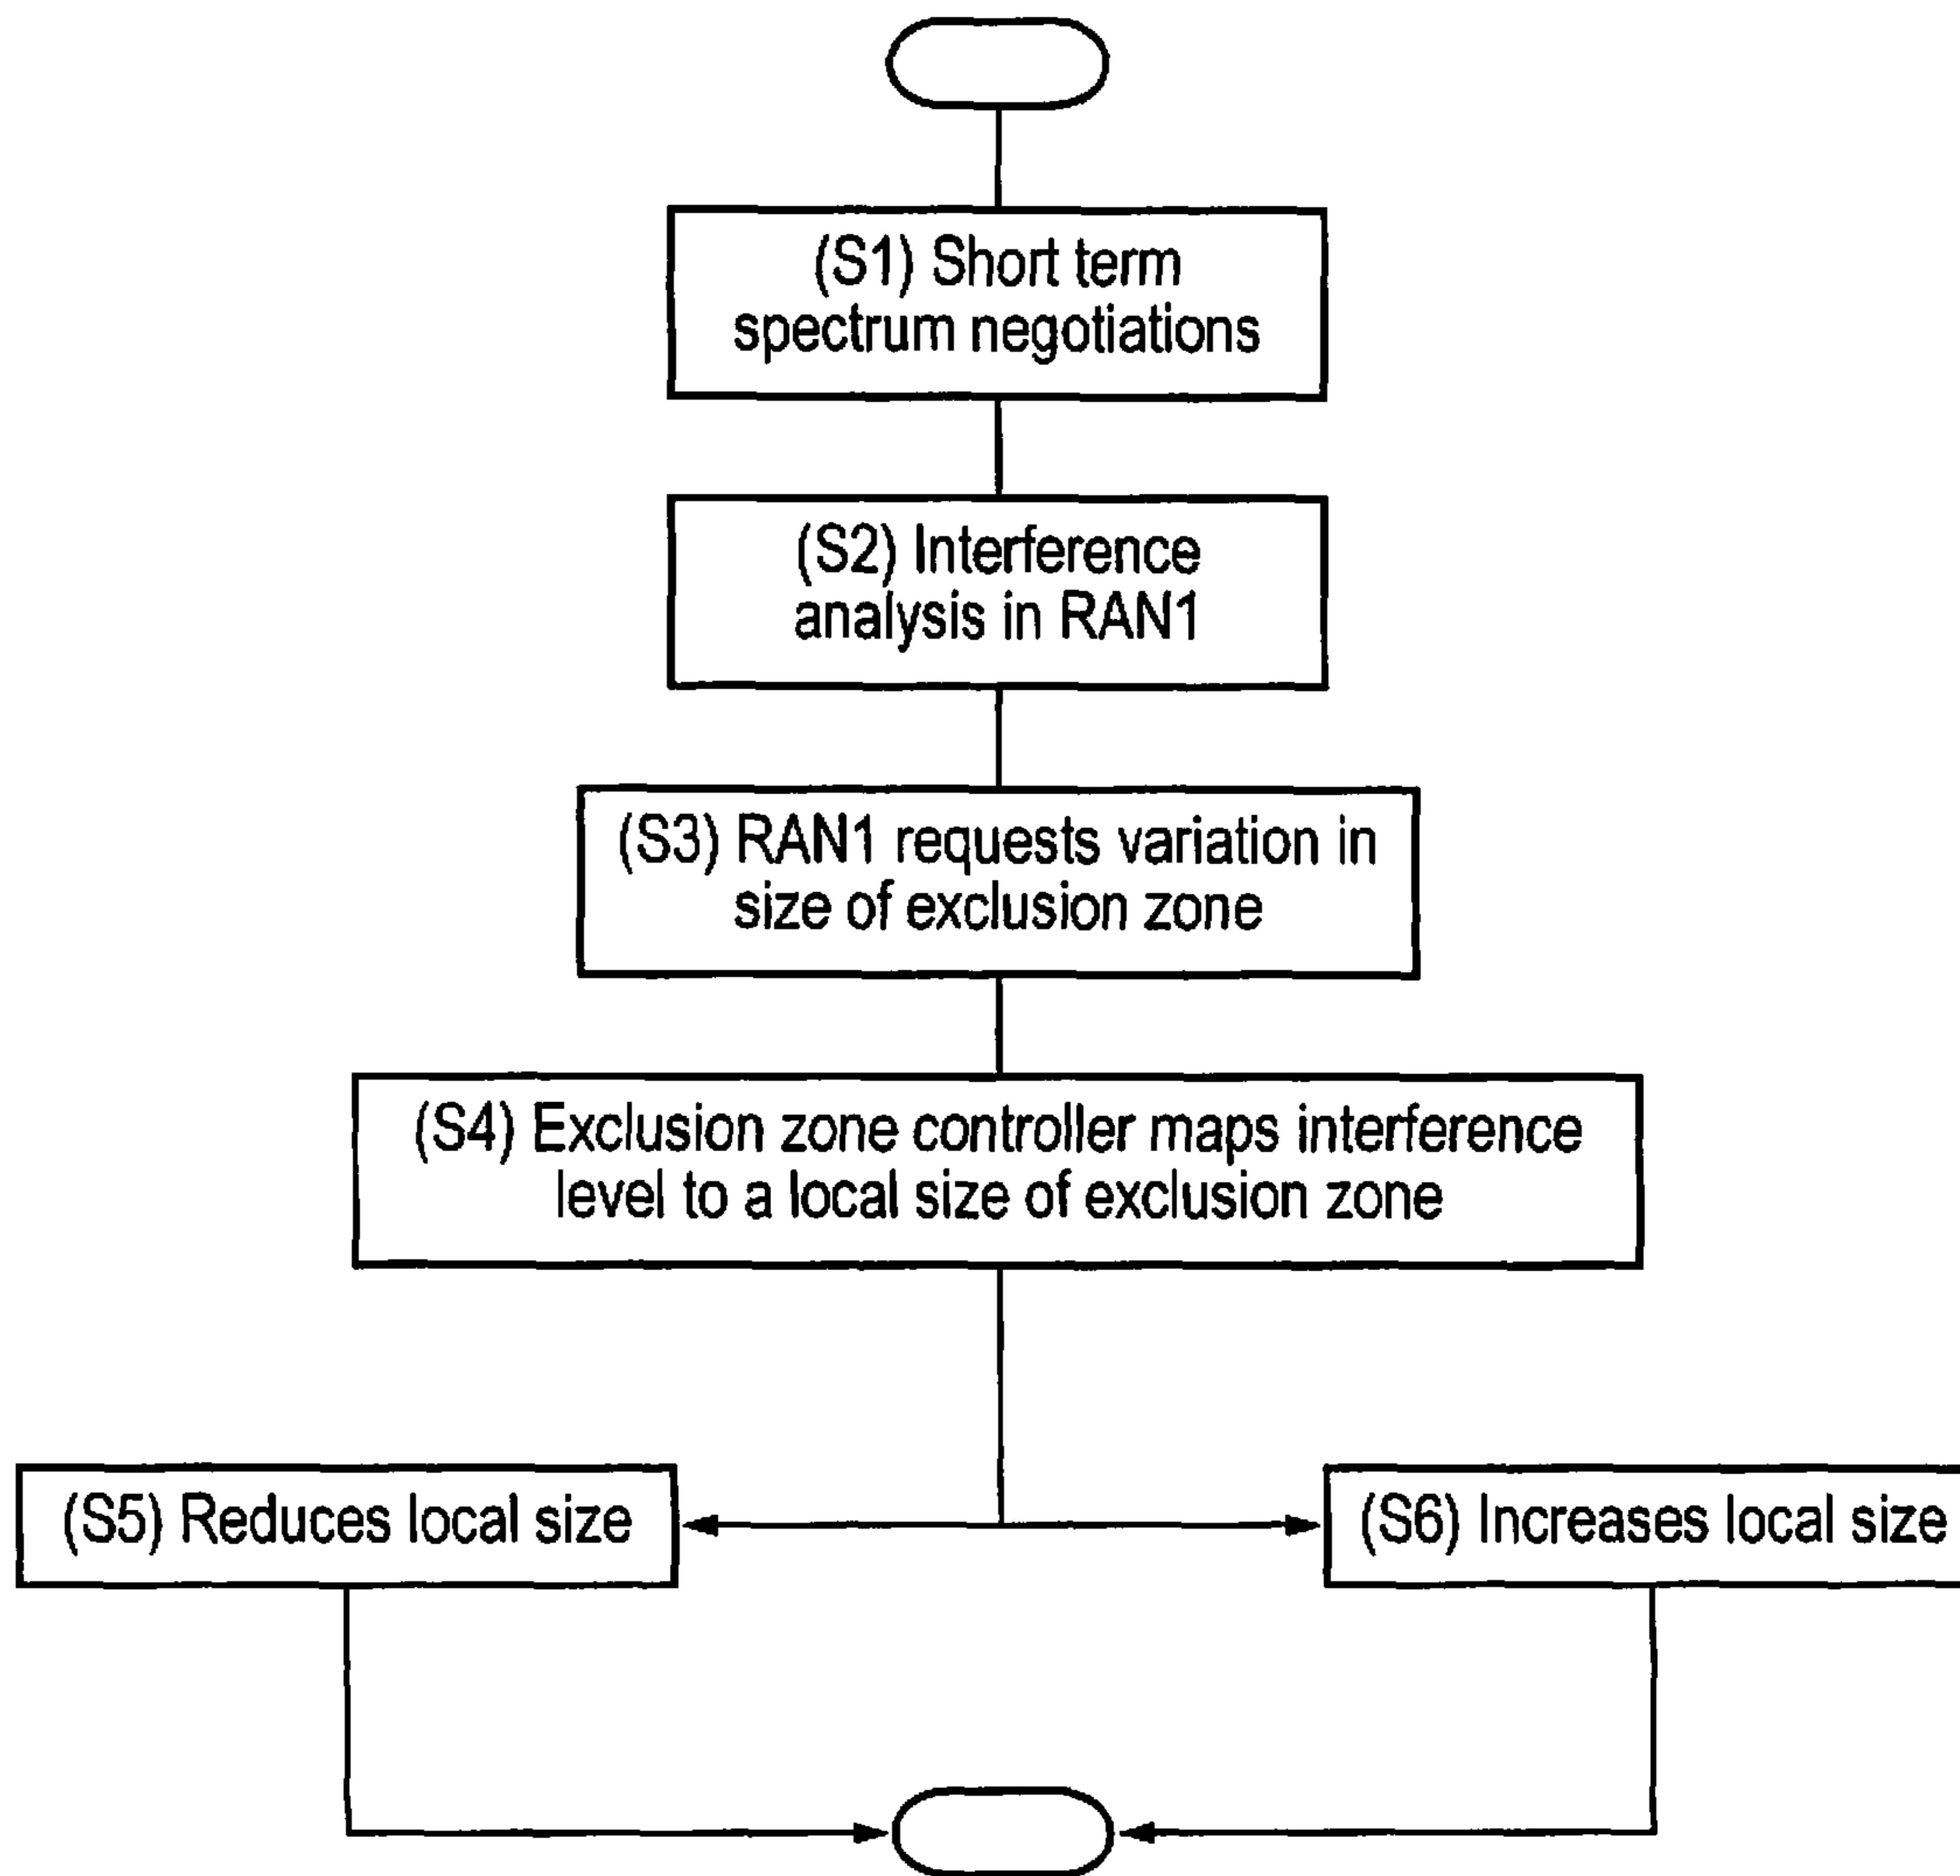 (S1) Short term
spectrum negotiations
(S2) Interference
analysis in RAN1
(S3) RAN1 requests variation in
size of exclusion zone
(S4) Exclusion zone controller maps interference
level to a local size of exclusion zone
(S5) Reduces local size
(S6) Increases local size